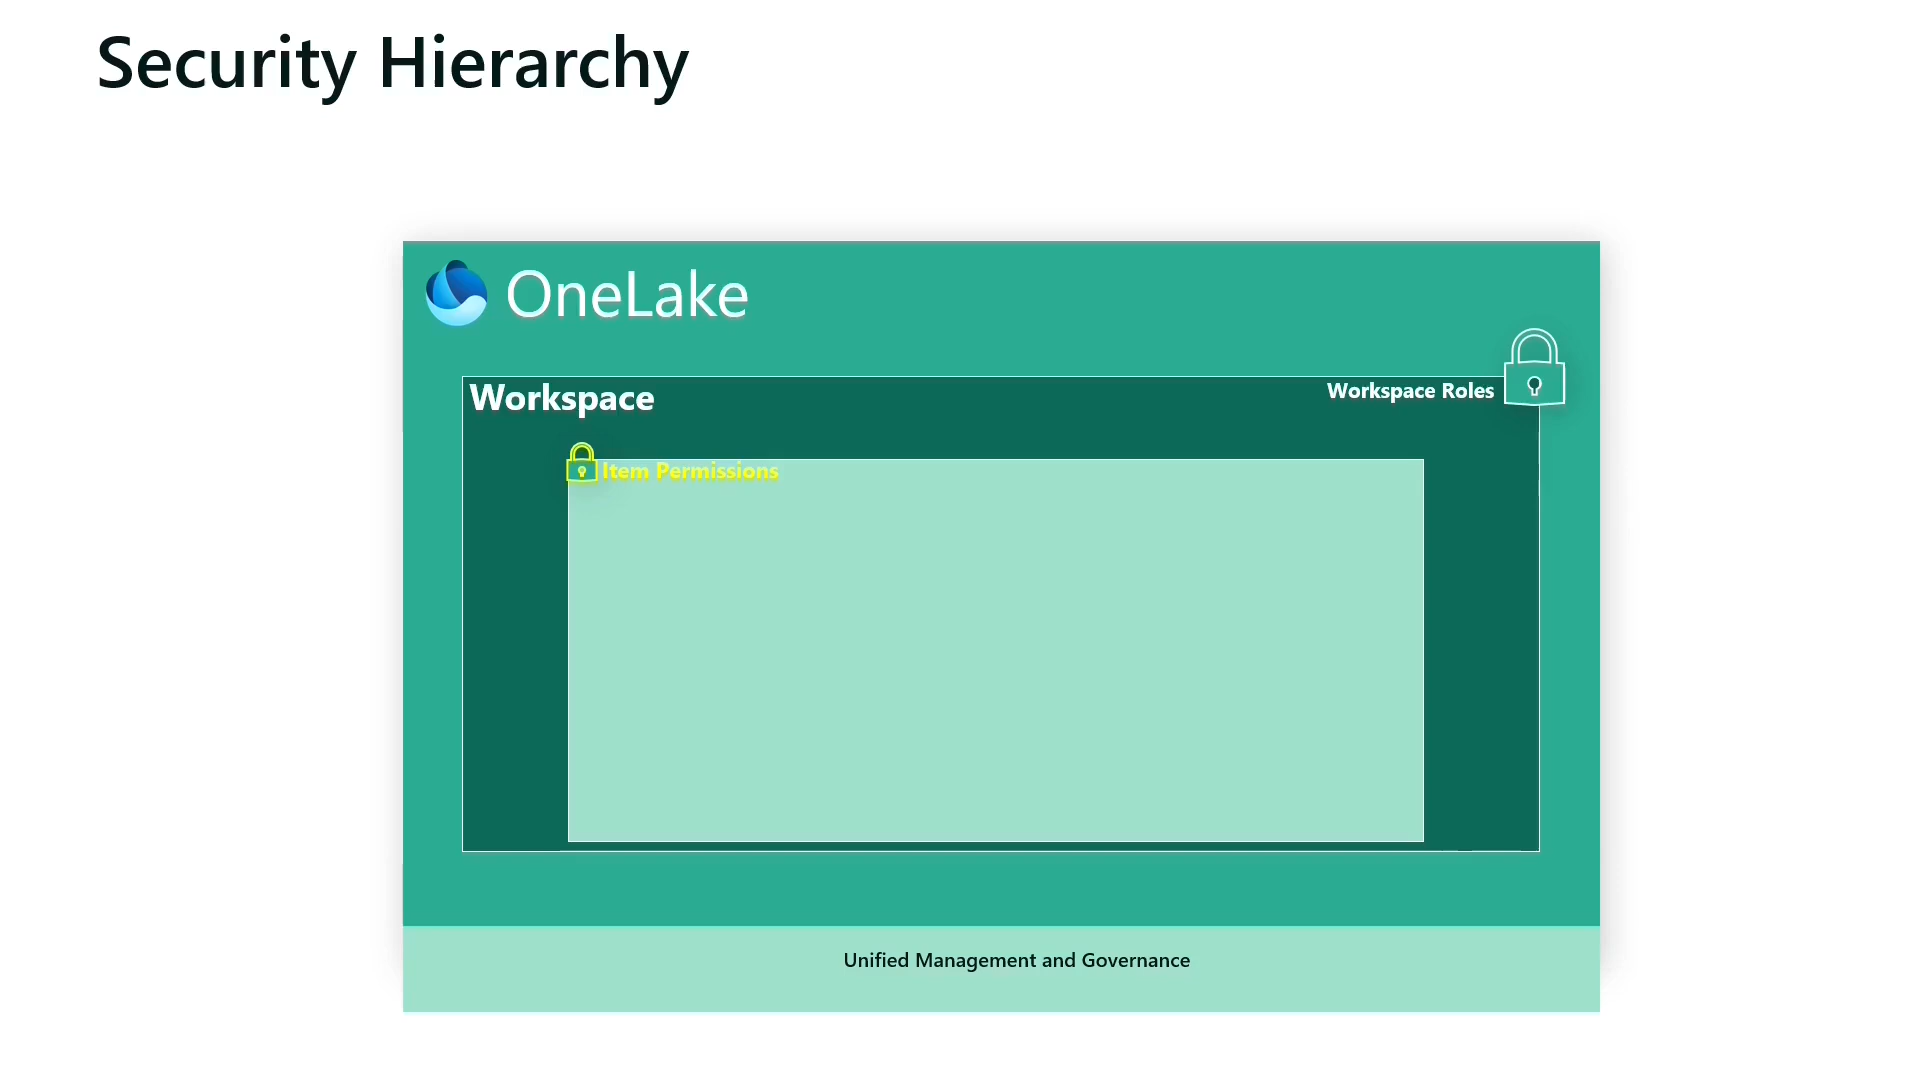 Security Hierarchy
OneLake
Workspace
Workspace Roles
Item Permissions
Unified Management and Governance